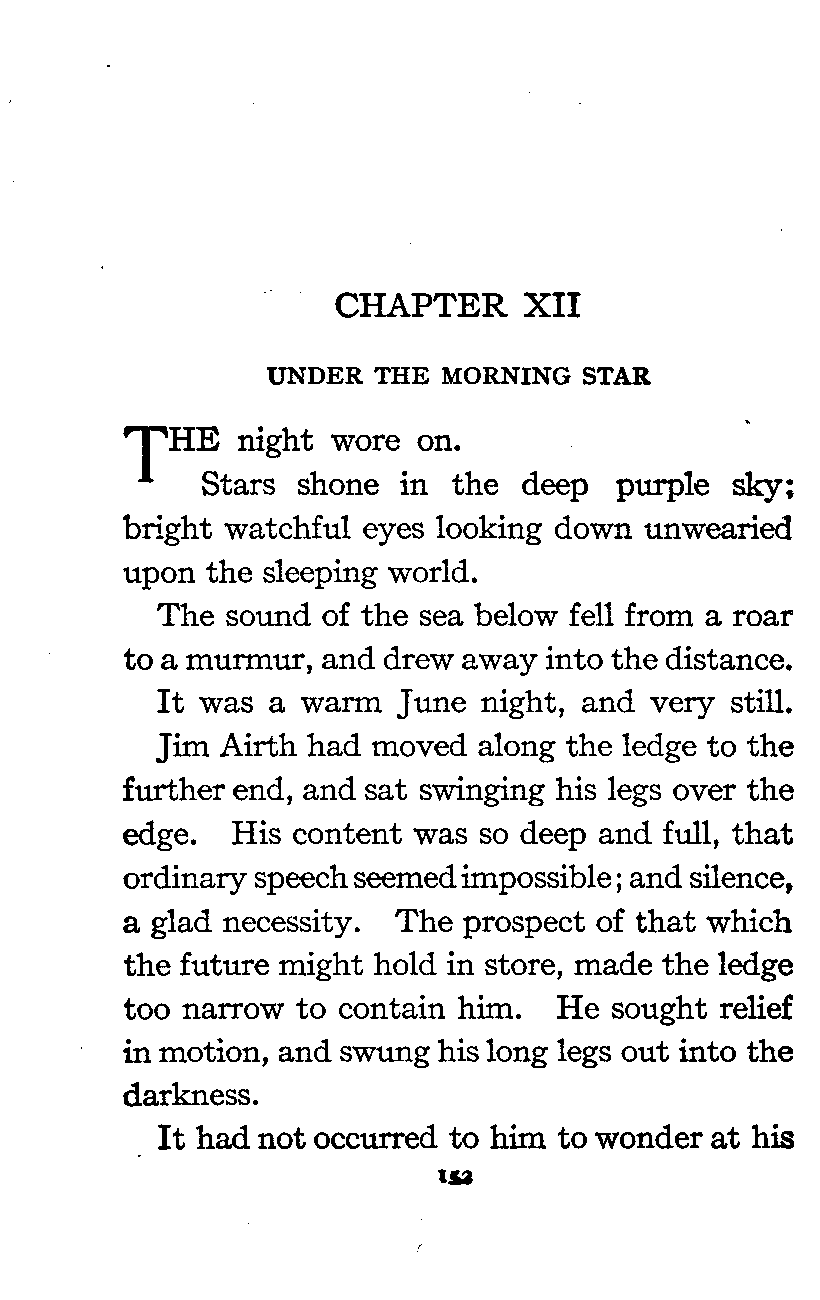 CHAPTER XII
UNDER THE MORNING STAR
THE night wore on.
Stars shone in the deep purple sky;
bright watchful eyes looking down unwearied
upon the sleeping world.
The sound of the sea below fell from a roar
to a murmur, and drew away into the distance.
It was a warm June night, and very still.
Jim Airth had moved along the ledge to the
further end, and sat swinging his legs over the
edge. His content was so deep and full, that
ordinary speech seemed impossible; and silence,
a glad necessity. The prospect of that which
the future might hold in store, made the ledge
too narrow to contain him. He sought relief
in motion, and swung his long legs out into the
darkness.
It had not occurred to him to wonder at his
152